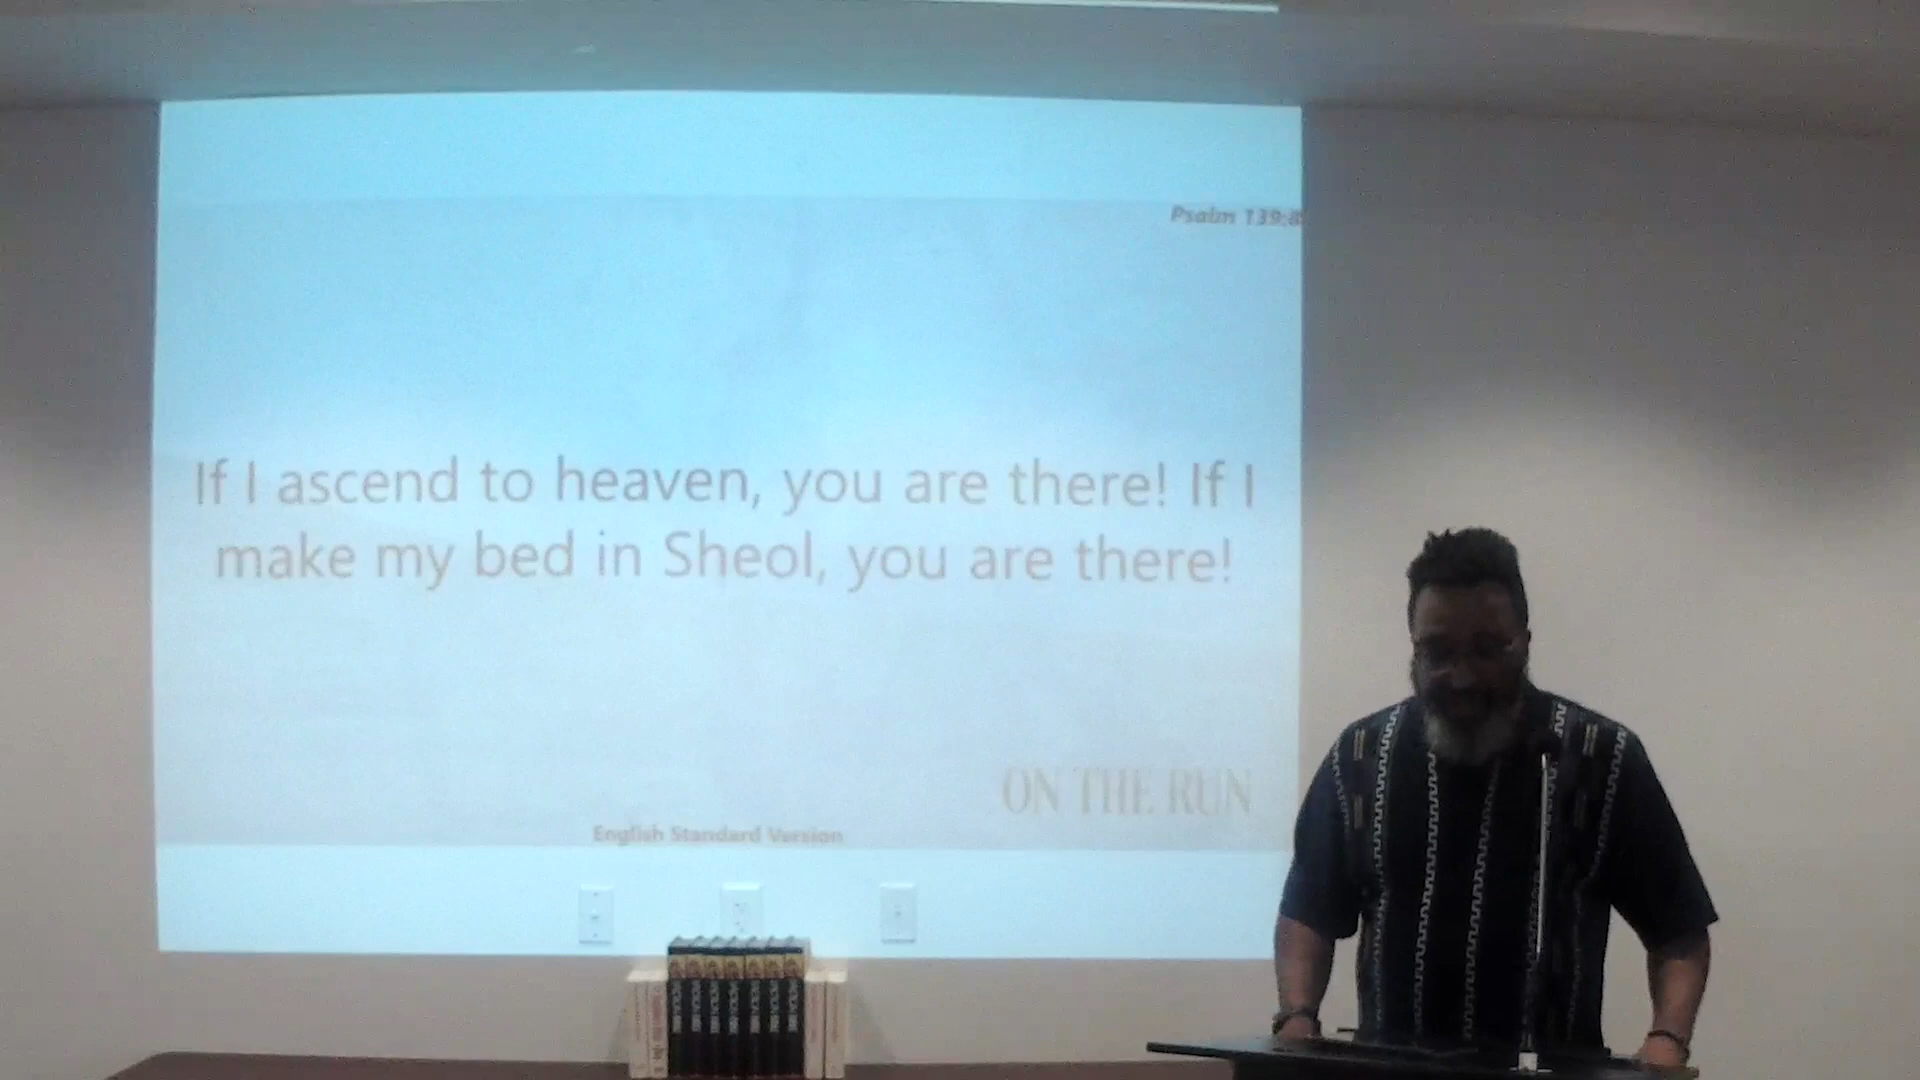 Psalm 139:8
If I ascend to heaven, you are there! If I
make my bed in Sheol, you are there!
ON THE RUN
English Standard Version